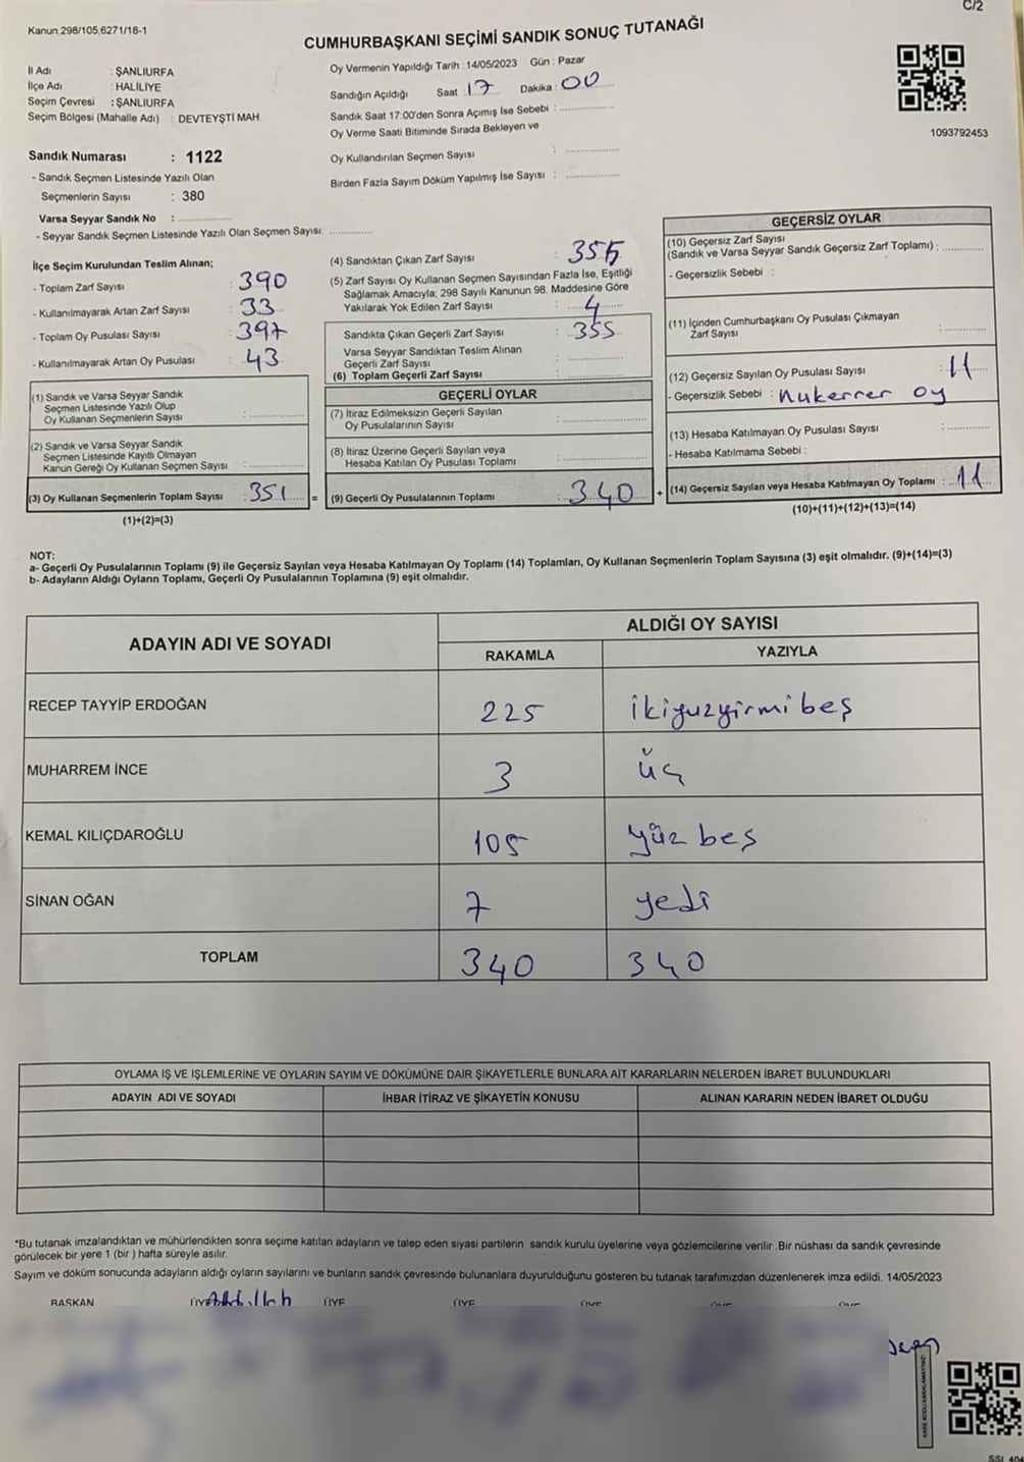 C/2
Kanun 298/105,6271/16-1
CUMHURBAŞKANI SEÇİMİ SANDIK SONUÇ TUTANAĞI
İl Adı : ŞANLIURFA
İlçe Adı : HALİLİYE
Seçim Çevresi : ŞANLIURFA
Seçim Bölgesi (Mahalle Adı) : DEVTEYŞTİ MAH.
Oy Vermenin Yapıldığı Tarih : 14/05/2023 Gün : Pazar
Sandığın Açıldığı Saat 17 Dakika : 00
Sandık Saat 17:00'den Sonra Açımış İse Sebebi :
Oy Verme Saati Bitiminde Sırada Bekleyen ve
Oy Kullandırılan Seçmen Sayısı :
Birden Fazla Sayım Döküm Yapılmış İse Sayısı :
1093792453
Sandık Numarası : 1122
- Sandık Seçmen Listesinde Yazılı Olan
Seçmenlerin Sayısı : 380
Varsa Seyyar Sandık No :
- Seyyar Sandık Seçmen Listesinde Yazılı Olan Seçmen Sayısı:
İlçe Seçim Kurulundan Teslim Alınan;
- Toplam Zarf Sayısı : 390
- Kullanılmayarak Artan Zarf Sayısı : 33
- Toplam Oy Pusulası Sayısı : 397
- Kullanılmayarak Artan Oy Pusulası : 43
(1) Sandık ve Varsa Seyyar Sandık
Seçmen Listesinde Yazılı Olup
Oy Kullanan Seçmenlerin Sayısı :
(2) Sandık ve Varsa Seyyar Sandık
Seçmen Listesinde Kayıtlı Olmayan
Kanun Gereği Oy Kullanan Seçmen Sayısı :
(3) Oy Kullanan Seçmenlerin Toplam Sayısı : 351 =
(1)+(2)=(3)
(4) Sandıktan Çıkan Zarf Sayısı : 355
(5) Zarf Sayısı Oy Kullanan Seçmen Sayısından Fazla İse, Eşitliği
Sağlamak Amacıyla; 298 Sayılı Kanunun 98. Maddesine Göre
Yakılarak Yok Edilen Zarf Sayısı : 4
Sandıkta Çıkan Geçerli Zarf Sayısı : 355
Varsa Seyyar Sandıktan Teslim Alınan
Geçerli Zarf Sayısı :
(6) Toplam Geçerli Zarf Sayısı :
GEÇERLİ OYLAR
(7) İtiraz Edilmeksizin Geçerli Sayılan
Oy Pusulalarının Sayısı :
(8) İtiraz Üzerine Geçerli Sayılan veya
Hesaba Katılan Oy Pusulası Toplamı :
(9) Geçerli Oy Pusulalarının Toplamı : 340 +
GEÇERSİZ OYLAR
(10) Geçersiz Zarf Sayısı
(Sandık ve Varsa Seyyar Sandık Geçersiz Zarf Toplamı) :
- Geçersizlik Sebebi :
(11) İçinden Cumhurbaşkanı Oy Pusulası Çıkmayan
Zarf Sayısı :
(12) Geçersiz Sayılan Oy Pusulası Sayısı : 11
- Geçersizlik Sebebi : Mukerrer oy
(13) Hesaba Katılmayan Oy Pusulası Sayısı :
- Hesaba Katılmama Sebebi :
(14) Geçersiz Sayılan veya Hesaba Katılmayan Oy Toplamı : 11
(10)+(11)+(12)+(13)=(14)
NOT:
a- Geçerli Oy Pusulalarının Toplamı (9) ile Geçersiz Sayılan veya Hesaba Katılmayan Oy Toplamı (14) Toplamları, Oy Kullanan Seçmenlerin Toplam Sayısına (3) eşit olmalıdır. (9)+(14)=(3)
b- Adayların Aldığı Oyların Toplamı, Geçerli Oy Pusulalarının Toplamına (9) eşit olmalıdır.
ADAYIN ADI VE SOYADI
ALDIĞI OY SAYISI
RAKAMLA YAZIYLA
RECEP TAYYİP ERDOĞAN 225 ikiyuzyirmi beş
MUHARREM İNCE 3 üç
KEMAL KILIÇDAROĞLU 105 yüz beş
SİNAN OĞAN 7 yedi
TOPLAM 340 340
OYLAMA İŞ VE İŞLEMLERİNE VE OYLARIN SAYIM VE DÖKÜMÜNE DAİR ŞİKAYETLERLE BUNLARA AİT KARARLARIN NELERDEN İBARET BULUNDUKLARI
ADAYIN ADI VE SOYADI İHBAR İTİRAZ VE ŞİKAYETİN KONUSU ALINAN KARARIN NEDEN İBARET OLDUĞU
*Bu tutanak imzalandıktan ve mühürlendikten sonra seçime katılan adayların ve talep eden siyasi partilerin sandık kurulu üyelerine veya gözlemcilerine verilir. Bir nüshası da sandık çevresinde
görülecek bir yere 1 (bir ) hafta süreyle asılır.
Sayım ve döküm sonucunda adayların aldığı oyların sayılarını ve bunların sandık çevresinde bulunanlara duyurulduğunu gösteren bu tutanak tarafımızdan düzenlenerek imza edildi. 14/05/2023
BAŞKAN ÜYE ÜYE ÜYE ÜYE ÜYE ÜYE